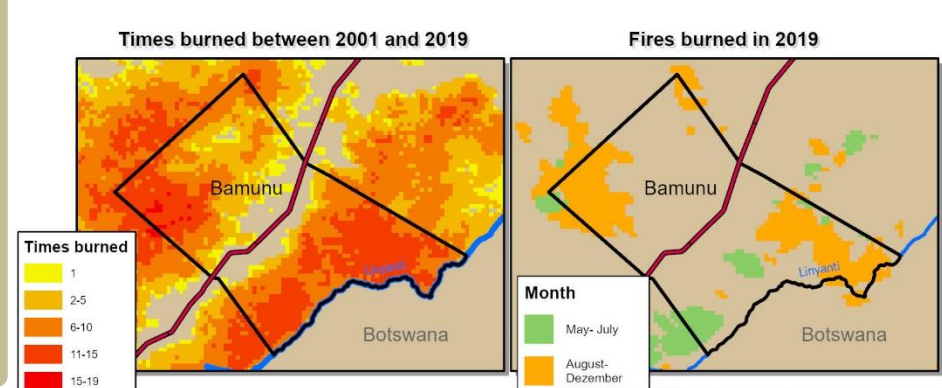 Times burned between 2001 and 2019
Bamunu
Linyanti
Botswana
Times burned
1
2-5
6-10
11-15
15-19
Fires burned in 2019
Bamunu
Linyanti
Botswana
Month
May- July
August-
Dezember